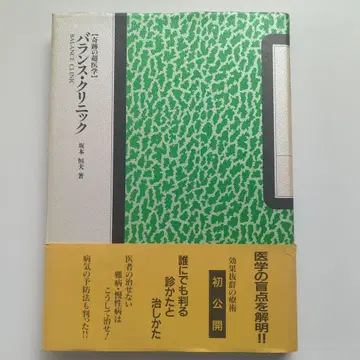 【奇跡の超医学】
バランス・クリニック
BALANCE CLINIC
坂本 恒夫 著
医学の盲点を解明!!
効果抜群の療術
初公開
誰にでも判る
診かたと
治しかた
医者の治せない
難病・慢性病は
こうして治せ!
病気の予防法も判った!!